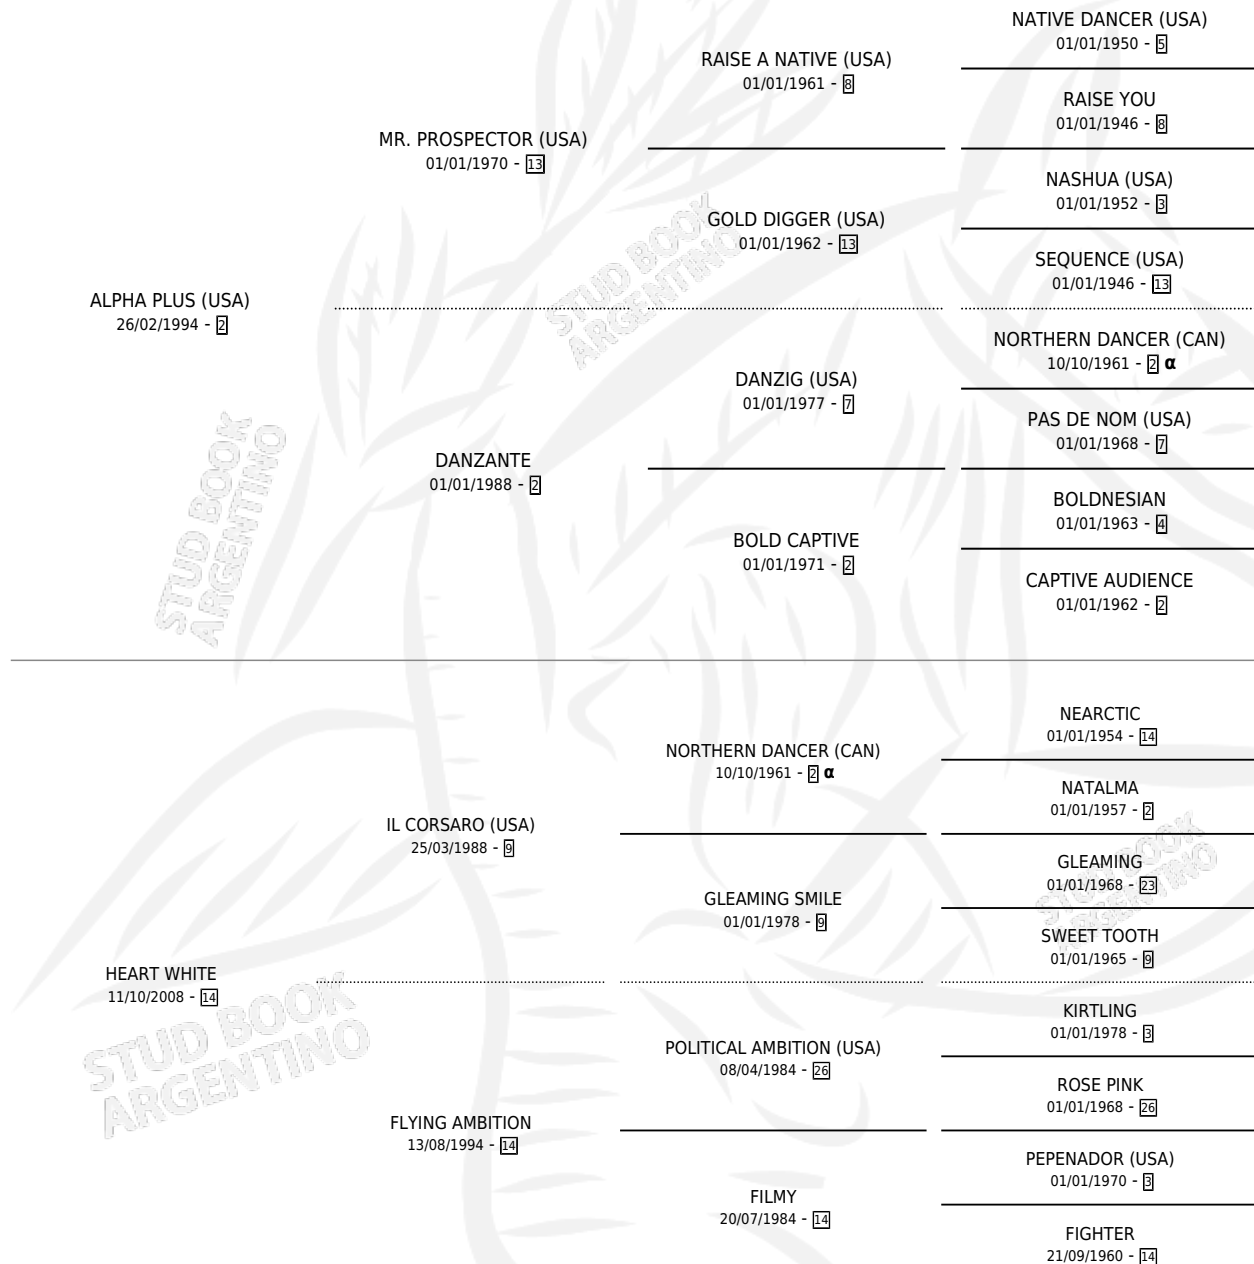 NATIVE DANCER (USA)
01/01/1950 - 5
RAISE A NATIVE (USA)
01/01/1961 - 8
RAISE YOU
01/01/1946 - 8
MR. PROSPECTOR (USA)
01/01/1970 - 13
NASHUA (USA)
01/01/1952 - 3
GOLD DIGGER (USA)
01/01/1962 - 13
SEQUENCE (USA)
01/01/1946 - 13
ALPHA PLUS (USA)
26/02/1994 - 2
NORTHERN DANCER (CAN)
10/10/1961 - 2 α
DANZIG (USA)
01/01/1977 - 7
PAS DE NOM (USA)
01/01/1968 - 7
DANZANTE
01/01/1988 - 2
BOLDNESIAN
01/01/1963 - 4
BOLD CAPTIVE
01/01/1971 - 2
CAPTIVE AUDIENCE
01/01/1962 - 2
NEARCTIC
01/01/1954 - 14
NORTHERN DANCER (CAN)
10/10/1961 - 2 α
NATALMA
01/01/1957 - 2
IL CORSARO (USA)
25/03/1988 - 9
GLEAMING
01/01/1968 - 23
GLEAMING SMILE
01/01/1978 - 9
SWEET TOOTH
01/01/1965 - 9
HEART WHITE
11/10/2008 - 14
KIRTLING
01/01/1978 - 3
POLITICAL AMBITION (USA)
08/04/1984 - 26
ROSE PINK
01/01/1968 - 26
FLYING AMBITION
13/08/1994 - 14
PEPENADOR (USA)
01/01/1970 - 3
FILMY
20/07/1984 - 14
FIGHTER
21/09/1960 - 14
STUD BOOK
ARGENTINO
STUD BOOK
ARGENTINO
STUD BOOK
ARGENTINO
STUD BOOK
ARGENTINO